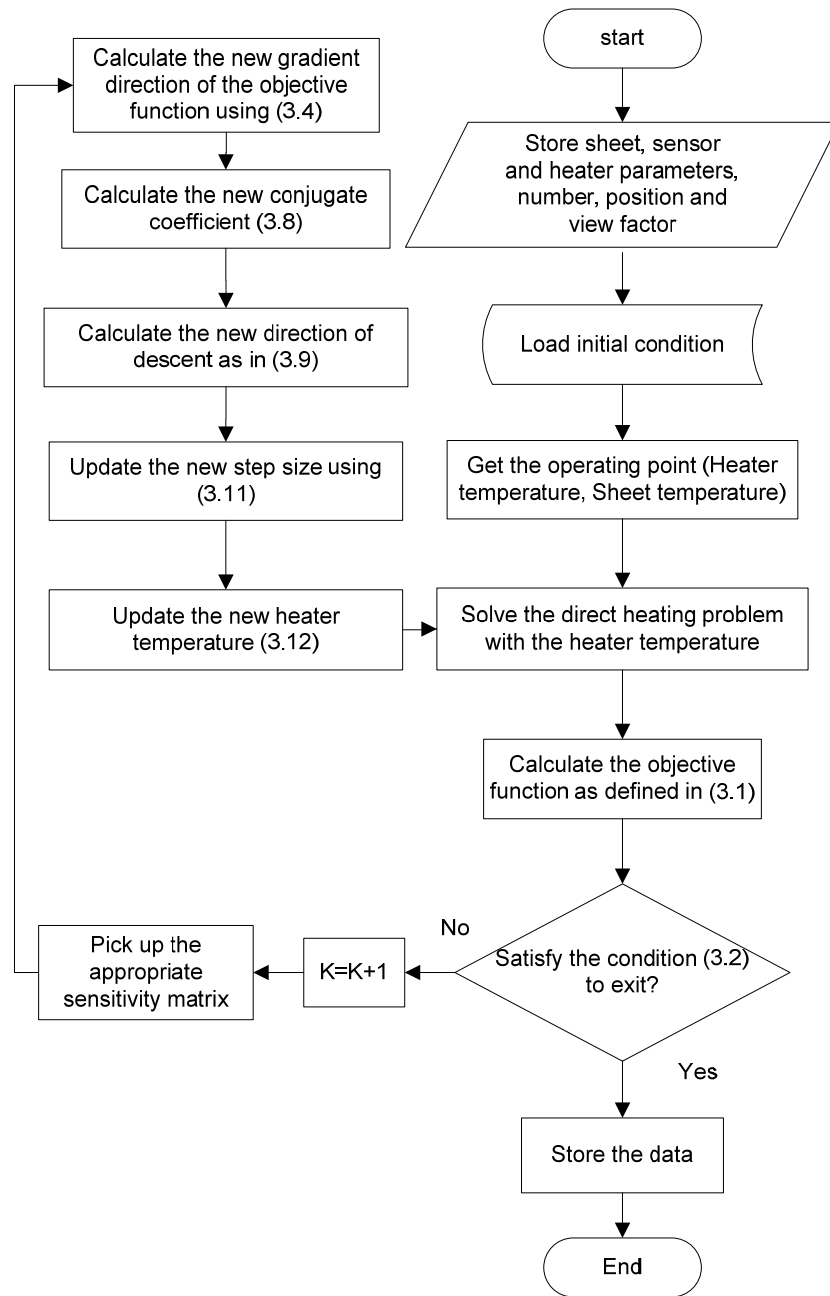 start
Store sheet, sensor
and heater parameters,
number, position and
view factor
Load initial condition
Get the operating point (Heater
temperature, Sheet temperature)
Solve the direct heating problem
with the heater temperature
Calculate the objective
function as defined in (3.1)
Satisfy the condition (3.2)
to exit?
Yes
Store the data
End
No
K=K+1
Pick up the
appropriate
sensitivity matrix
Calculate the new gradient
direction of the objective
function using (3.4)
Calculate the new conjugate
coefficient (3.8)
Calculate the new direction of
descent as in (3.9)
Update the new step size using
(3.11)
Update the new heater
temperature (3.12)